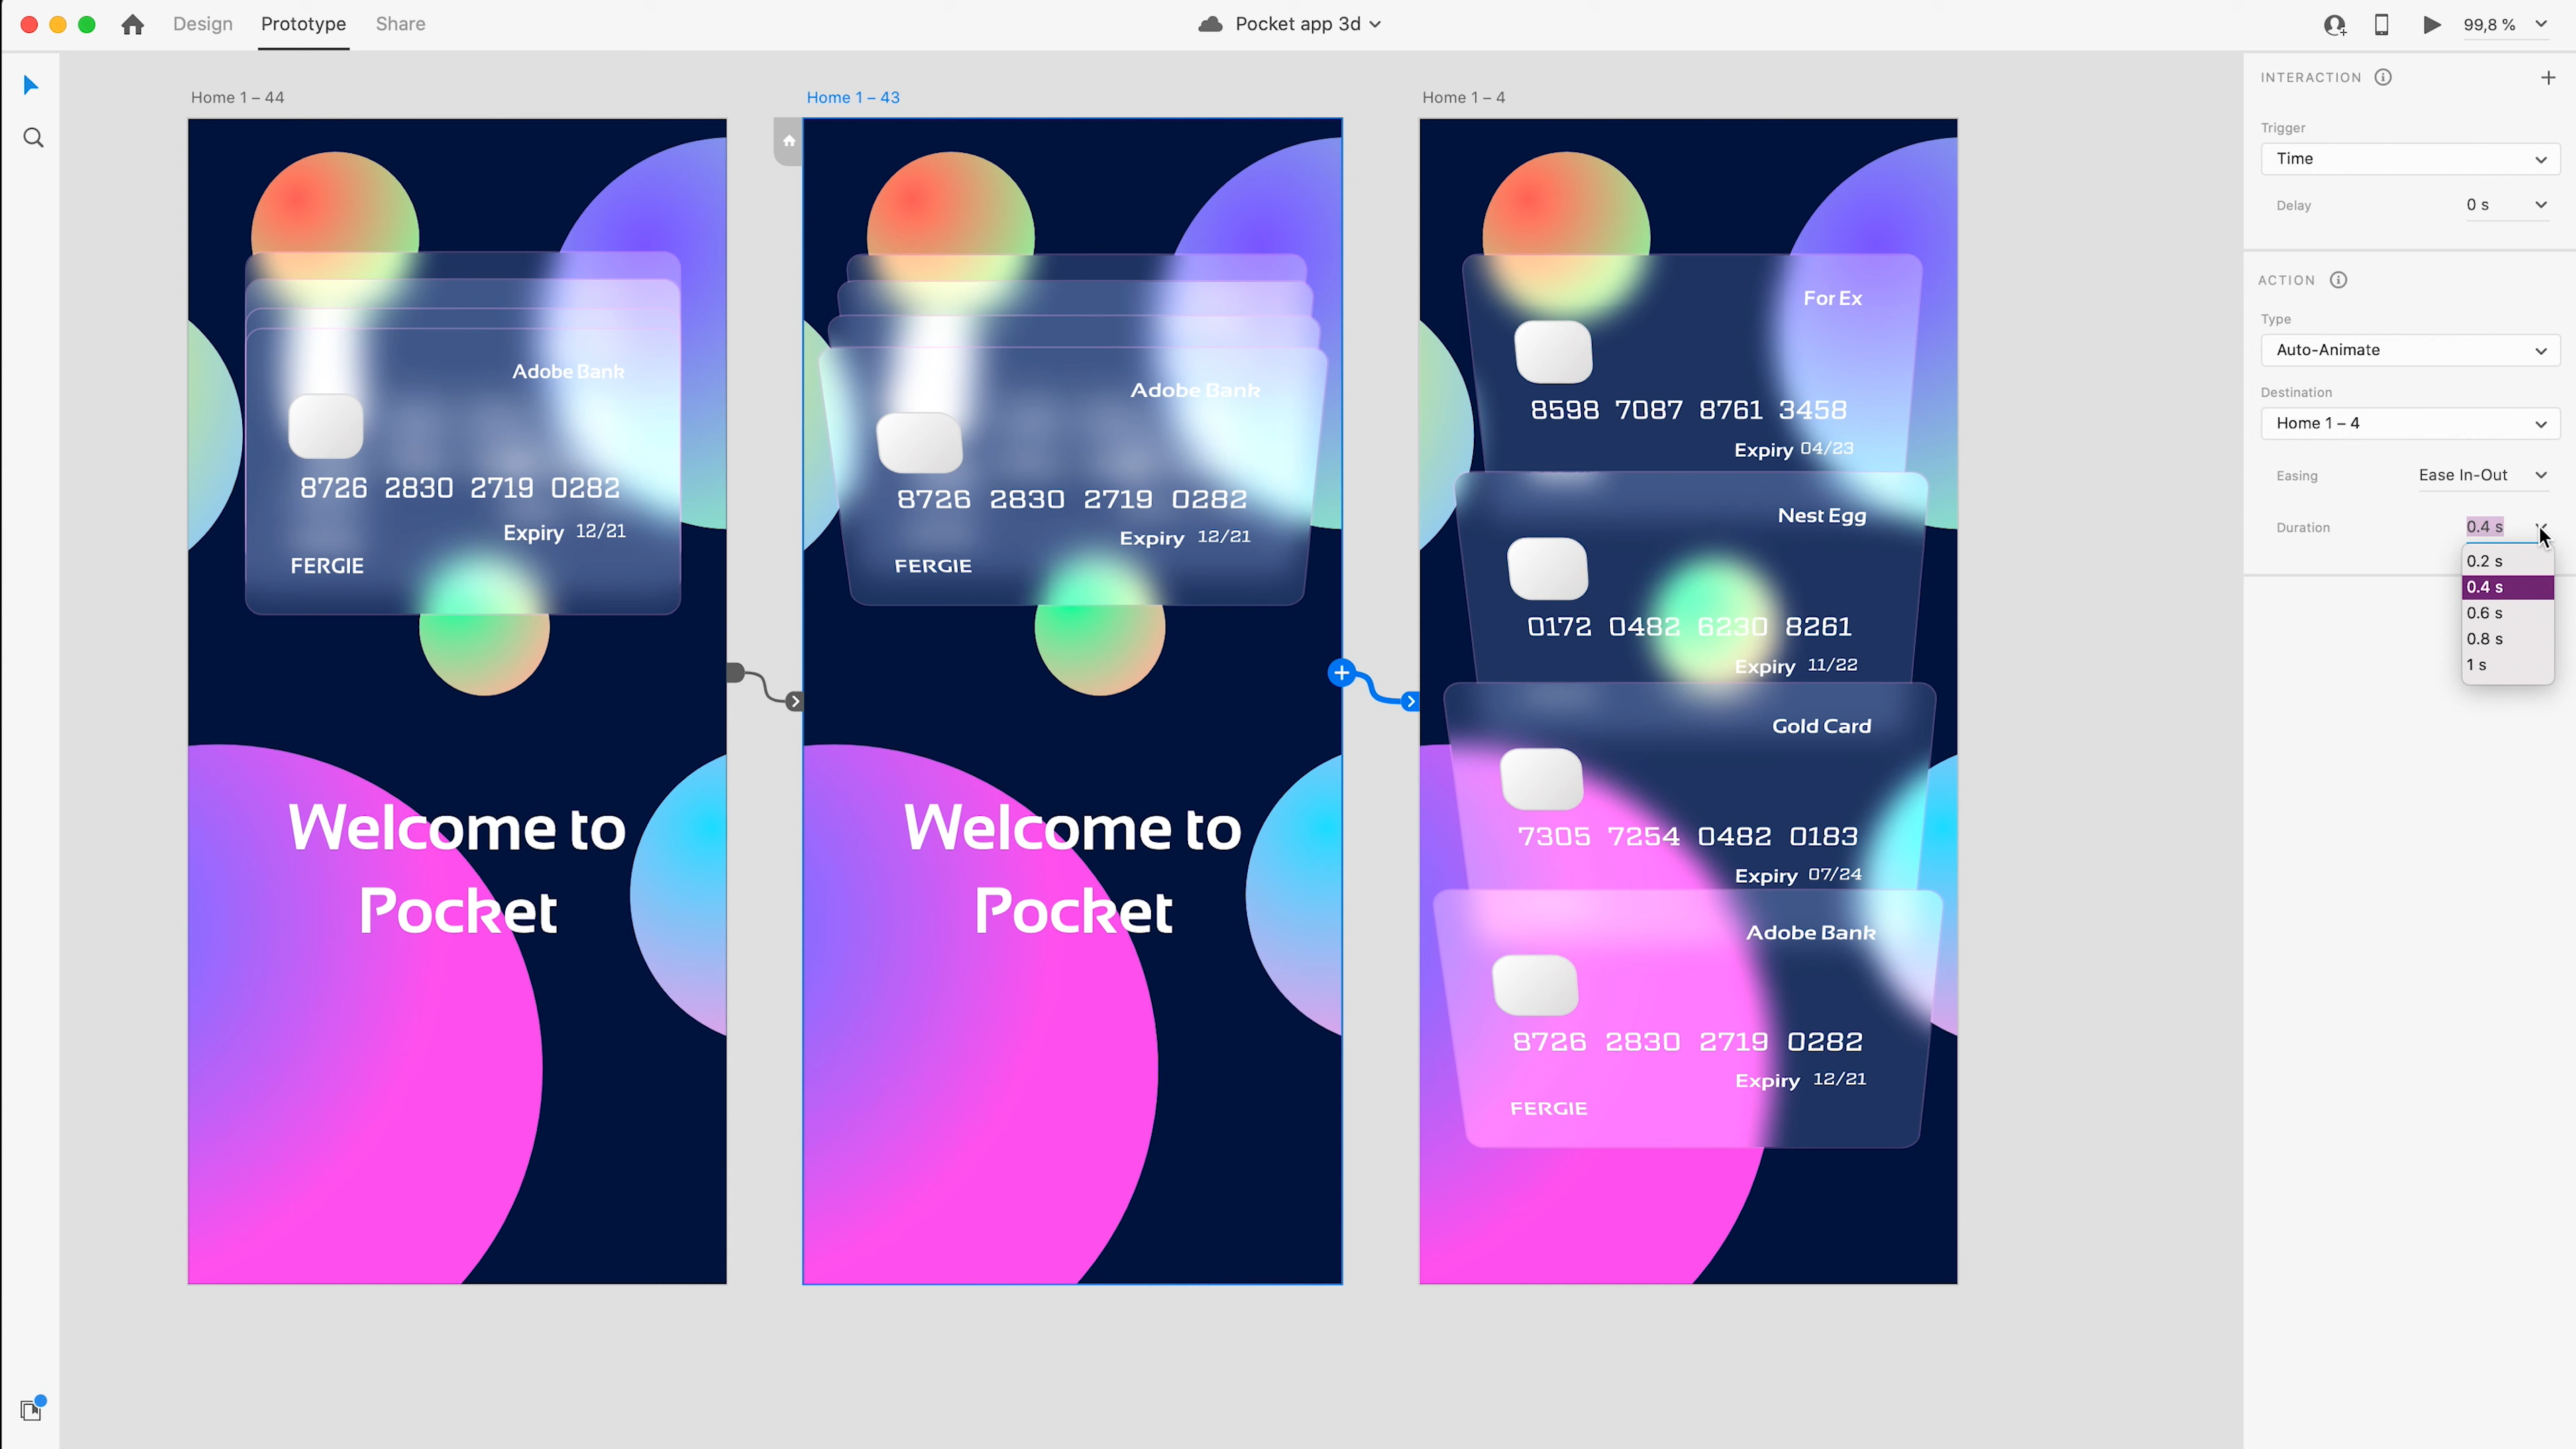 Design Prototype Share
Pocket app 3d
99,8 %
Home 1 – 44
Adobe Bank
8726 2830 2719 0282
Expiry 12/21
FERGIE
Welcome to
Pocket
Home 1 – 43
Adobe Bank
8726 2830 2719 0282
Expiry 12/21
FERGIE
Welcome to
Pocket
Home 1 – 4
For Ex
8598 7087 8761 3458
Expiry 04/23
Nest Egg
0172 0482 6230 8261
Expiry 11/22
Gold Card
7305 7254 0482 0183
Expiry 07/24
Adobe Bank
8726 2830 2719 0282
Expiry 12/21
FERGIE
INTERACTION
Trigger
Time
Delay 0 s
ACTION
Type
Auto-Animate
Destination
Home 1 – 4
Easing Ease In-Out
Duration 0.4 s
0.2 s
0.4 s
0.6 s
0.8 s
1 s